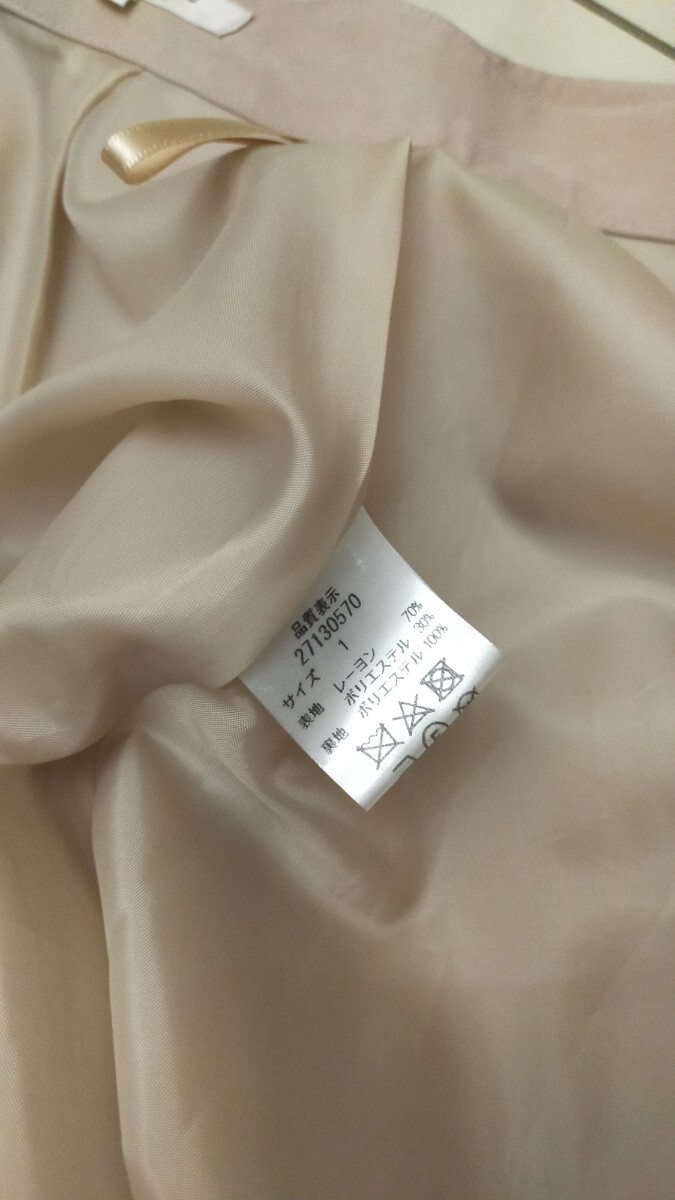 品質表示
27130570
サイズ 1
表地 レーヨン 70%
ポリエステル 30%
裏地 ポリエステル 100%